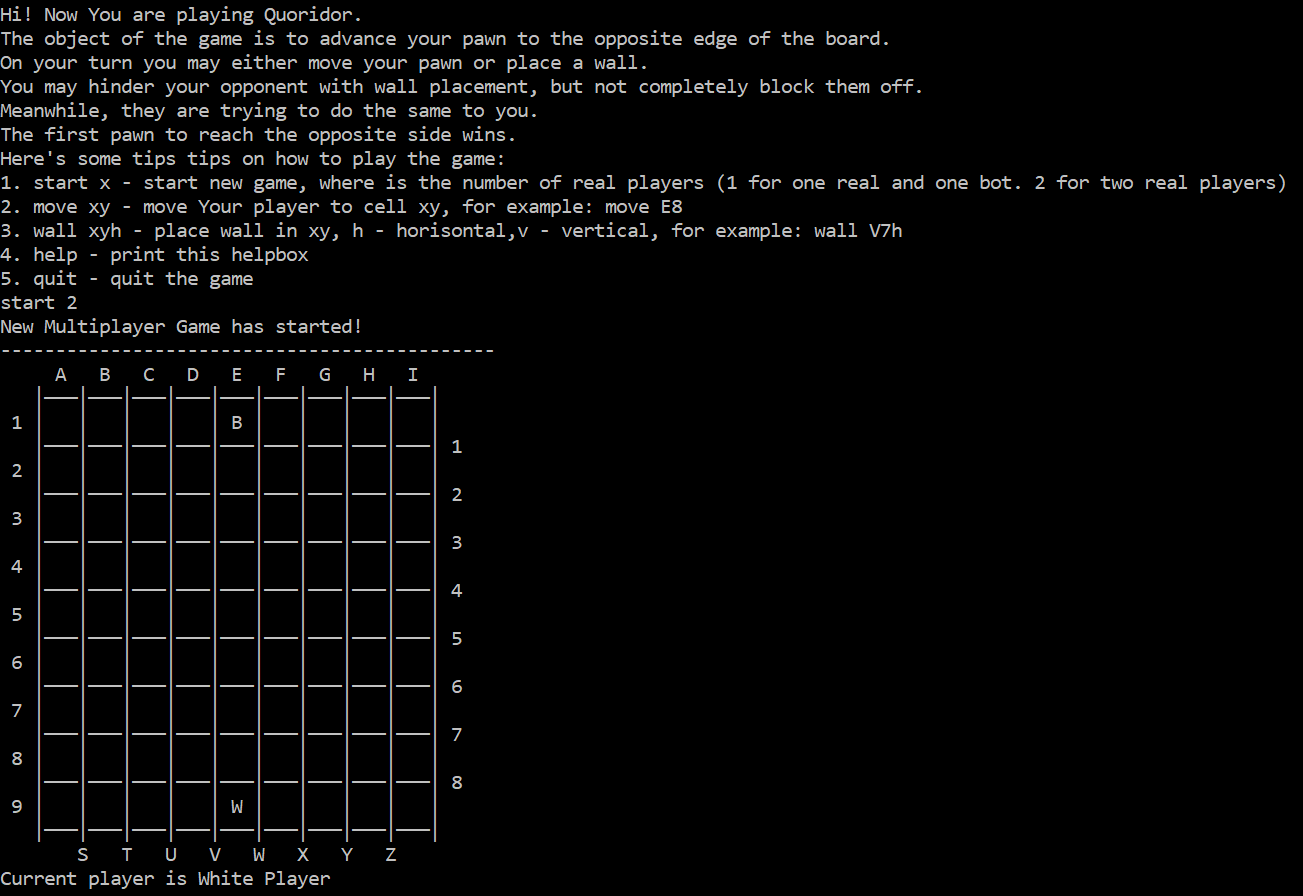 Hi! Now You are playing Quoridor.
The object of the game is to advance your pawn to the opposite edge of the board.
On your turn you may either move your pawn or place a wall.
You may hinder your opponent with wall placement, but not completely block them off.
Meanwhile, they are trying to do the same to you.
The first pawn to reach the opposite side wins.
Here's some tips tips on how to play the game:
1. start x - start new game, where is the number of real players (1 for one real and one bot. 2 for two real players)
2. move xy - move Your player to cell xy, for example: move E8
3. wall xyh - place wall in xy, h - horisontal,v - vertical, for example: wall V7h
4. help - print this helpbox
5. quit - quit the game
start 2
New Multiplayer Game has started!
---------------------------------------------
A B C D E F G H I
1 B
1
2
2
3
3
4
4
5
5
6
6
7
7
8
8
9 W
S T U V W X Y Z
Current player is White Player